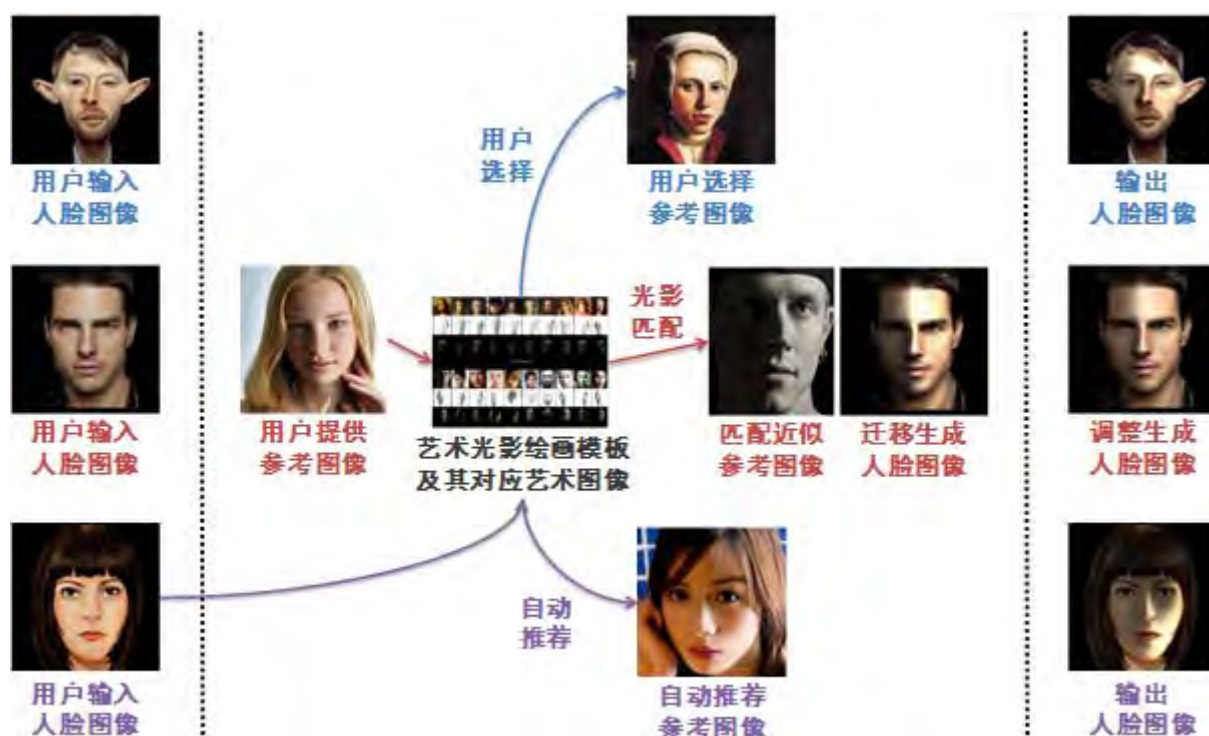 用户
选择
用户输入
人脸图像
用户选择
参考图像
输出
人脸图像
光影
匹配
用户输入
人脸图像
用户提供
参考图像
艺术光影绘画模板
及其对应艺术图像
匹配近似
参考图像
迁移生成
人脸图像
调整生成
人脸图像
自动
推荐
用户输入
人脸图像
自动推荐
参考图像
输出
人脸图像